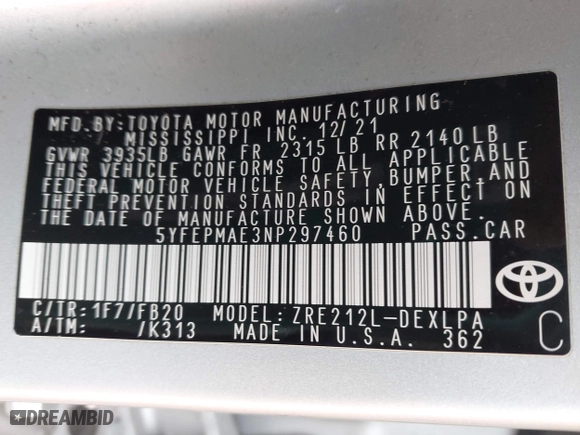 MFD.BY:TOYOTA MOTOR MANUFACTURING
MISSISSIPPI INC. 12/21
GVWR 3935LB GAWR FR 2315 LB RR 2140LB
THIS VEHICLE CONFORMS TO ALL APPLICABLE
FEDERAL MOTOR VEHICLE SAFETY,BUMPER,AND
THEFT PREVENTION STANDARDS IN EFFECT ON
THE DATE OF MANUFACTURE SHOWN ABOVE.
5YFEPMAE3NP297460 PASS.CAR
C/TR:1F7/FB20 MODEL:ZRE212L-DEXLPA
A/TM: /K313 MADE IN U.S.A. 362
C
DREAMBID